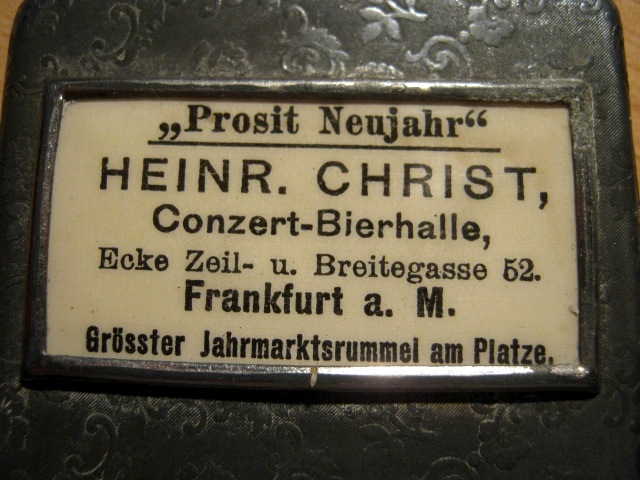 „Prosit Neujahr“
HEINR. CHRIST,
Conzert-Bierhalle,
Ecke Zeil- u. Breitegasse 52.
Frankfurt a. M.
Grösster Jahrmarktsrummel am Platze.